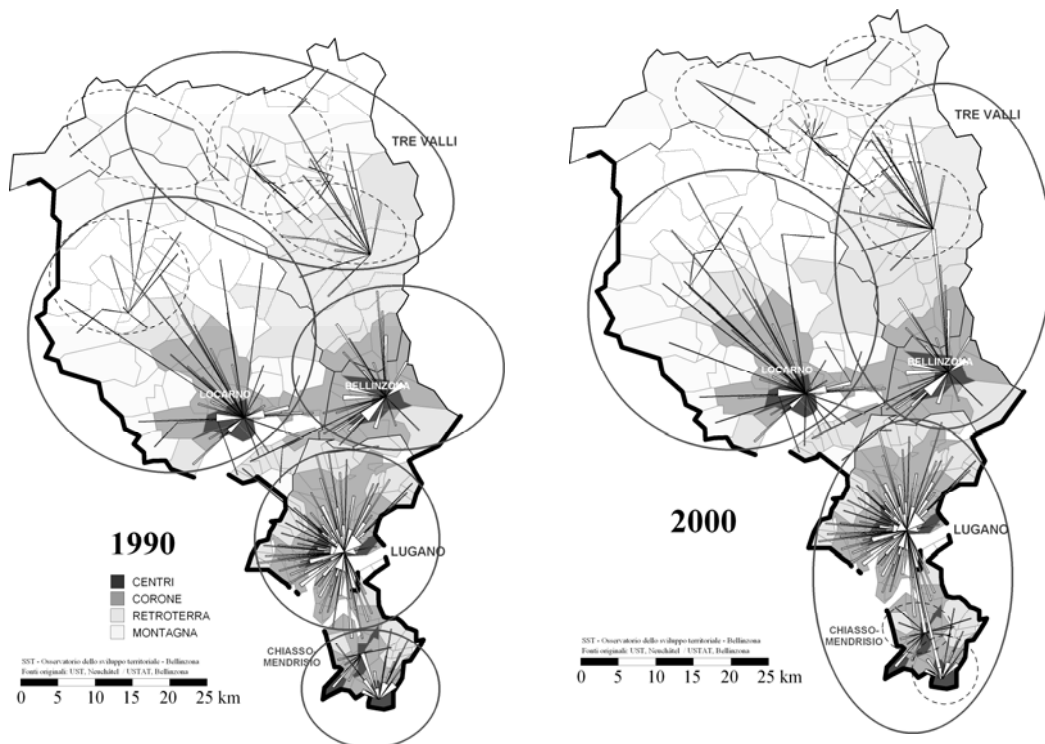 TRE VALLI
LOCARNO
BELLINZONA
1990
LUGANO
CENTRI
CORONE
RETROTERRA
MONTAGNA
CHIASSO-
MENDRISIO
SST - Osservatorio dello sviluppo territoriale - Bellinzona
Fonti originali: UST, Neuchâtel / USTAT, Bellinzona
0 5 10 15 20 25 km
TRE VALLI
LOCARNO
BELLINZONA
2000
LUGANO
CHIASSO-
MENDRISIO
SST - Osservatorio dello sviluppo territoriale - Bellinzona
Fonti originali: UST, Neuchâtel / USTAT, Bellinzona
0 5 10 15 20 25 km